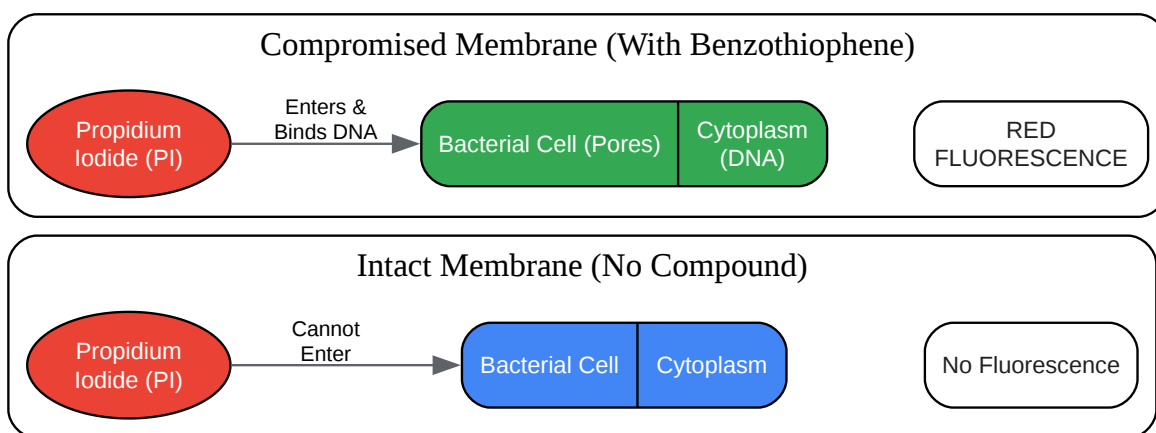 Compromised Membrane (With Benzothiophene)
Propidium
Iodide (PI)
Enters &
Binds DNA
Bacterial Cell (Pores)
Cytoplasm
(DNA)
RED
FLUORESCENCE
Intact Membrane (No Compound)
Propidium
Iodide (PI)
Cannot
Enter
Bacterial Cell
Cytoplasm
No Fluorescence